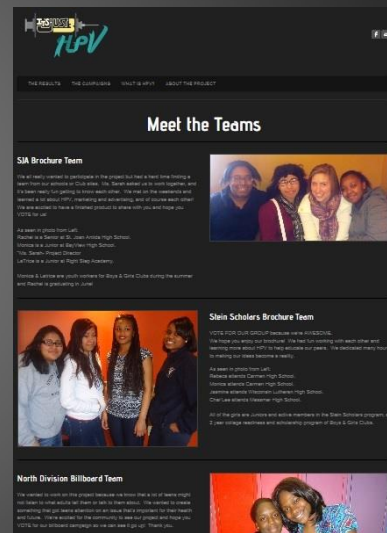 HPV
THE RESULTS THE CAMPAIGNS WHAT IS HPV? ABOUT THE PROJECT
Meet the Teams
SJA Brochure Team
We all really wanted to participate in the project but had a hard time finding a
team from our schools or Club sites. Ms. Sarah asked us to work together, and
it's been really fun getting to know each other. We met on the weekends and
learned a lot about HPV, marketing and advertising, and of course each other!
We are excited to have a finished product to share with you and hope you
VOTE for us!
As seen in photo from Left,
Rachel is a Senior at St. Joan Antida High School.
Monica is a Junior at BayView High School.
*Ms. Sarah- Project Director
LaTrice is a Junior at Right Step Academy.
Monica & Latrice are youth workers for Boys & Girls Clubs during the summer
and Rachel is graduating in June!
Stein Scholars Brochure Team
VOTE FOR OUR GROUP because we're AWESOME.
We hope you enjoy our brochure! We had fun working with each other and
learning more about HPV to help educate our peers. We dedicated many hours
to making our ideas become a reality.
As seen in photo from Left,
Rebeca attends Carmen High School.
Monica attends Carmen High School.
Jasmine attends Wisconsin Lutheran High School.
Cher'Lee attends Messmer High School.
All of the girls are Juniors and active members in the Stein Scholars program, a
2 year college readiness and scholarship program of Boys & Girls Clubs.
North Division Billboard Team
We wanted to work on this project because we know that a lot of teens might
not listen to what adults tell them or talk to them about. We wanted to create
something that got teens attention on an issue that's important for their health
and future. We're excited for the community to see our project and hope you
VOTE for our billboard campaign so we can see it go up! Thank you.